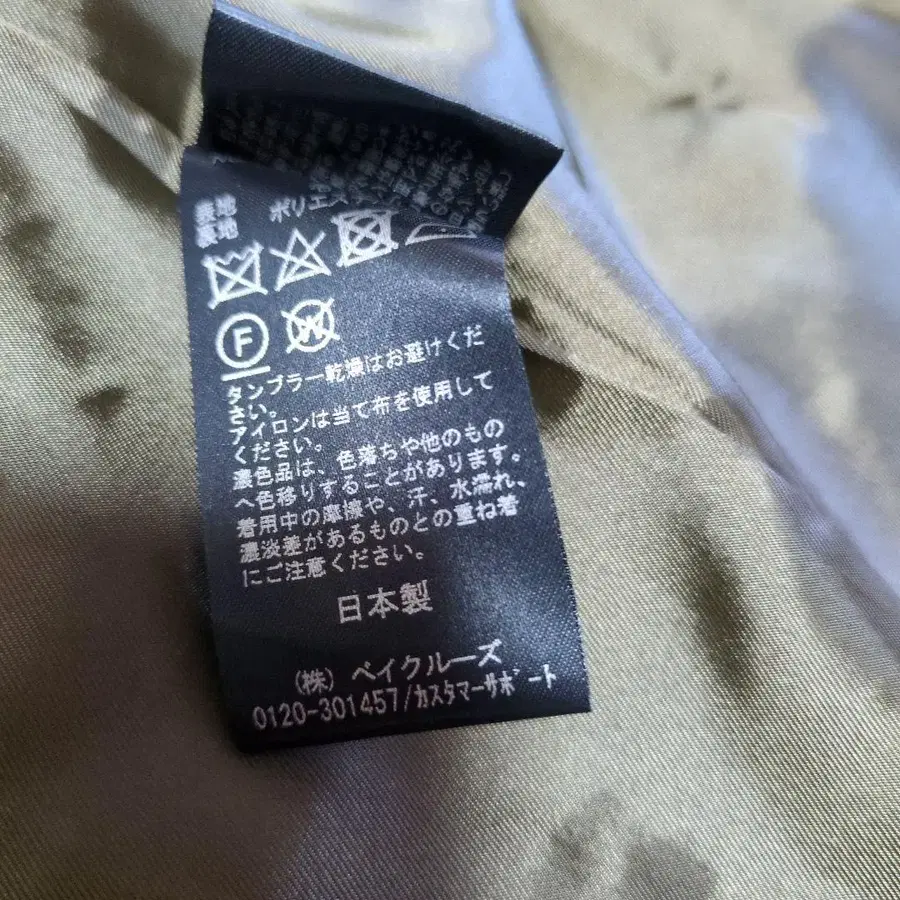 表地
裏地
ポリエス
F
W
タンブラー乾燥はお避けくだ
さい。
アイロンは当て布を使用して
ください。
濃色品は、色落ちや他のもの
へ色移りすることがあります。
着用中の摩擦や、汗、水濡れ、
濃淡差があるものとの重ね着
にご注意ください。
日本製
(株) ベイクルーズ
0120-301457/カスタマーサポート